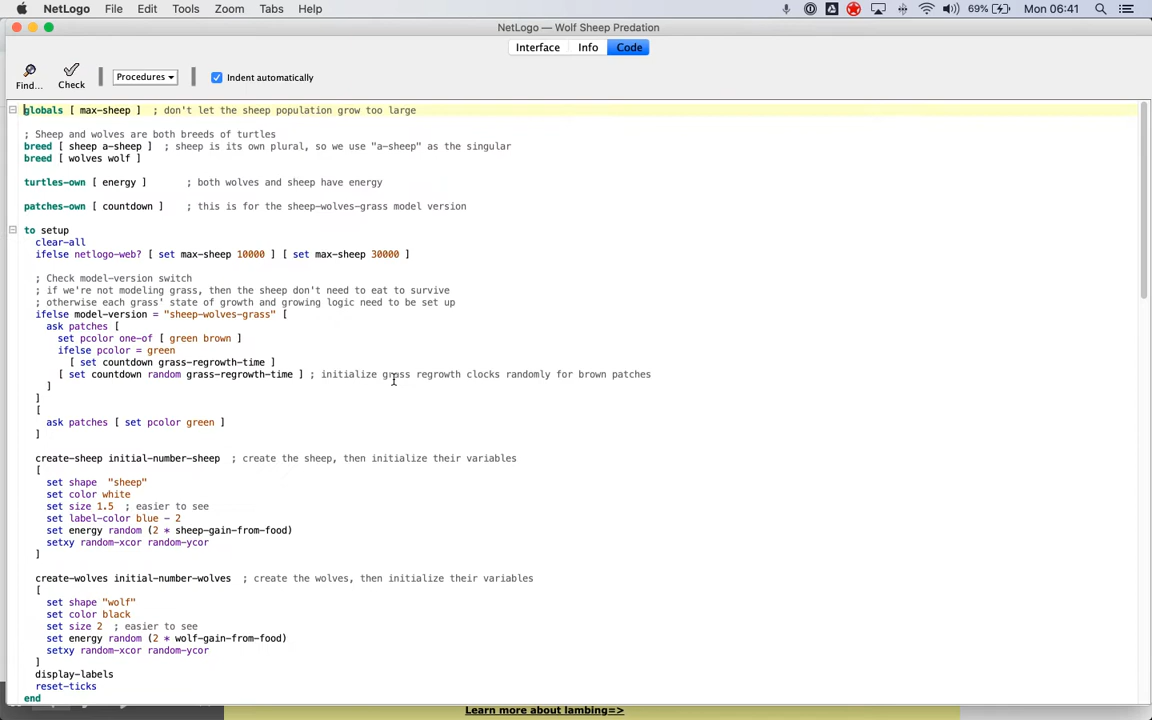 NetLogo File Edit Tools Zoom Tabs Help 69% Mon 06:41
NetLogo — Wolf Sheep Predation
Interface Info Code
Find... Check Procedures Indent automatically
globals [ max-sheep ]  ; don't let the sheep population grow too large
; Sheep and wolves are both breeds of turtles
breed [ sheep a-sheep ]  ; sheep is its own plural, so we use "a-sheep" as the singular
breed [ wolves wolf ]
turtles-own [ energy ]       ; both wolves and sheep have energy
patches-own [ countdown ]    ; this is for the sheep-wolves-grass model version
to setup
clear-all
ifelse netlogo-web? [ set max-sheep 10000 ] [ set max-sheep 30000 ]
; Check model-version switch
; if we're not modeling grass, then the sheep don't need to eat to survive
; otherwise each grass' state of growth and growing logic need to be set up
ifelse model-version = "sheep-wolves-grass" [
ask patches [
set pcolor one-of [ green brown ]
ifelse pcolor = green
[ set countdown grass-regrowth-time ]
[ set countdown random grass-regrowth-time ] ; initialize grass regrowth clocks randomly for brown patches
]
]
[
ask patches [ set pcolor green ]
]
create-sheep initial-number-sheep  ; create the sheep, then initialize their variables
[
set shape  "sheep"
set color white
set size 1.5  ; easier to see
set label-color blue - 2
set energy random (2 * sheep-gain-from-food)
setxy random-xcor random-ycor
]
create-wolves initial-number-wolves  ; create the wolves, then initialize their variables
[
set shape "wolf"
set color black
set size 2  ; easier to see
set energy random (2 * wolf-gain-from-food)
setxy random-xcor random-ycor
]
display-labels
reset-ticks
end
Learn more about lambing=>